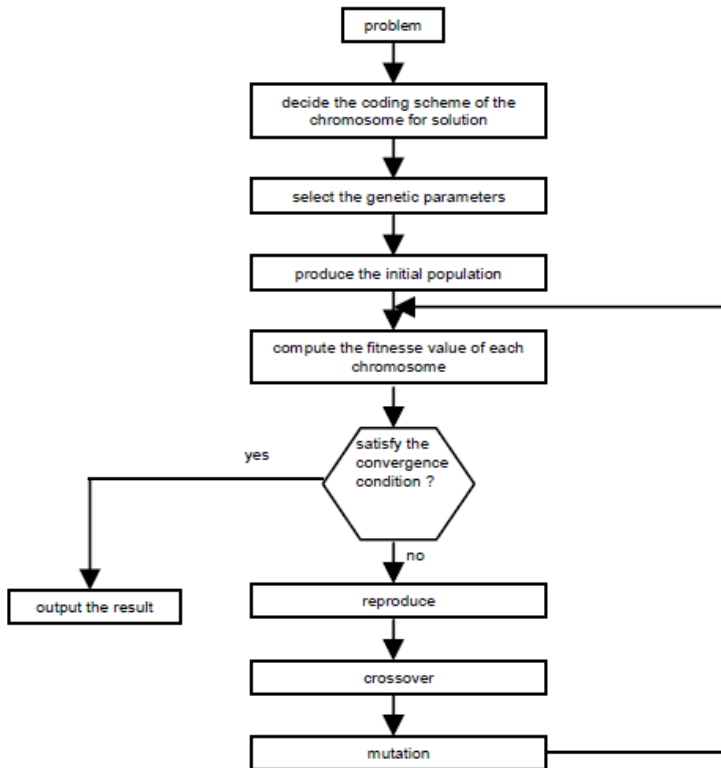 problem
decide the coding scheme of the
chromosome for solution
select the genetic parameters
produce the initial population
compute the fitnesse value of each
chromosome
satisfy the
convergence
condition ?
yes
no
output the result
reproduce
crossover
mutation